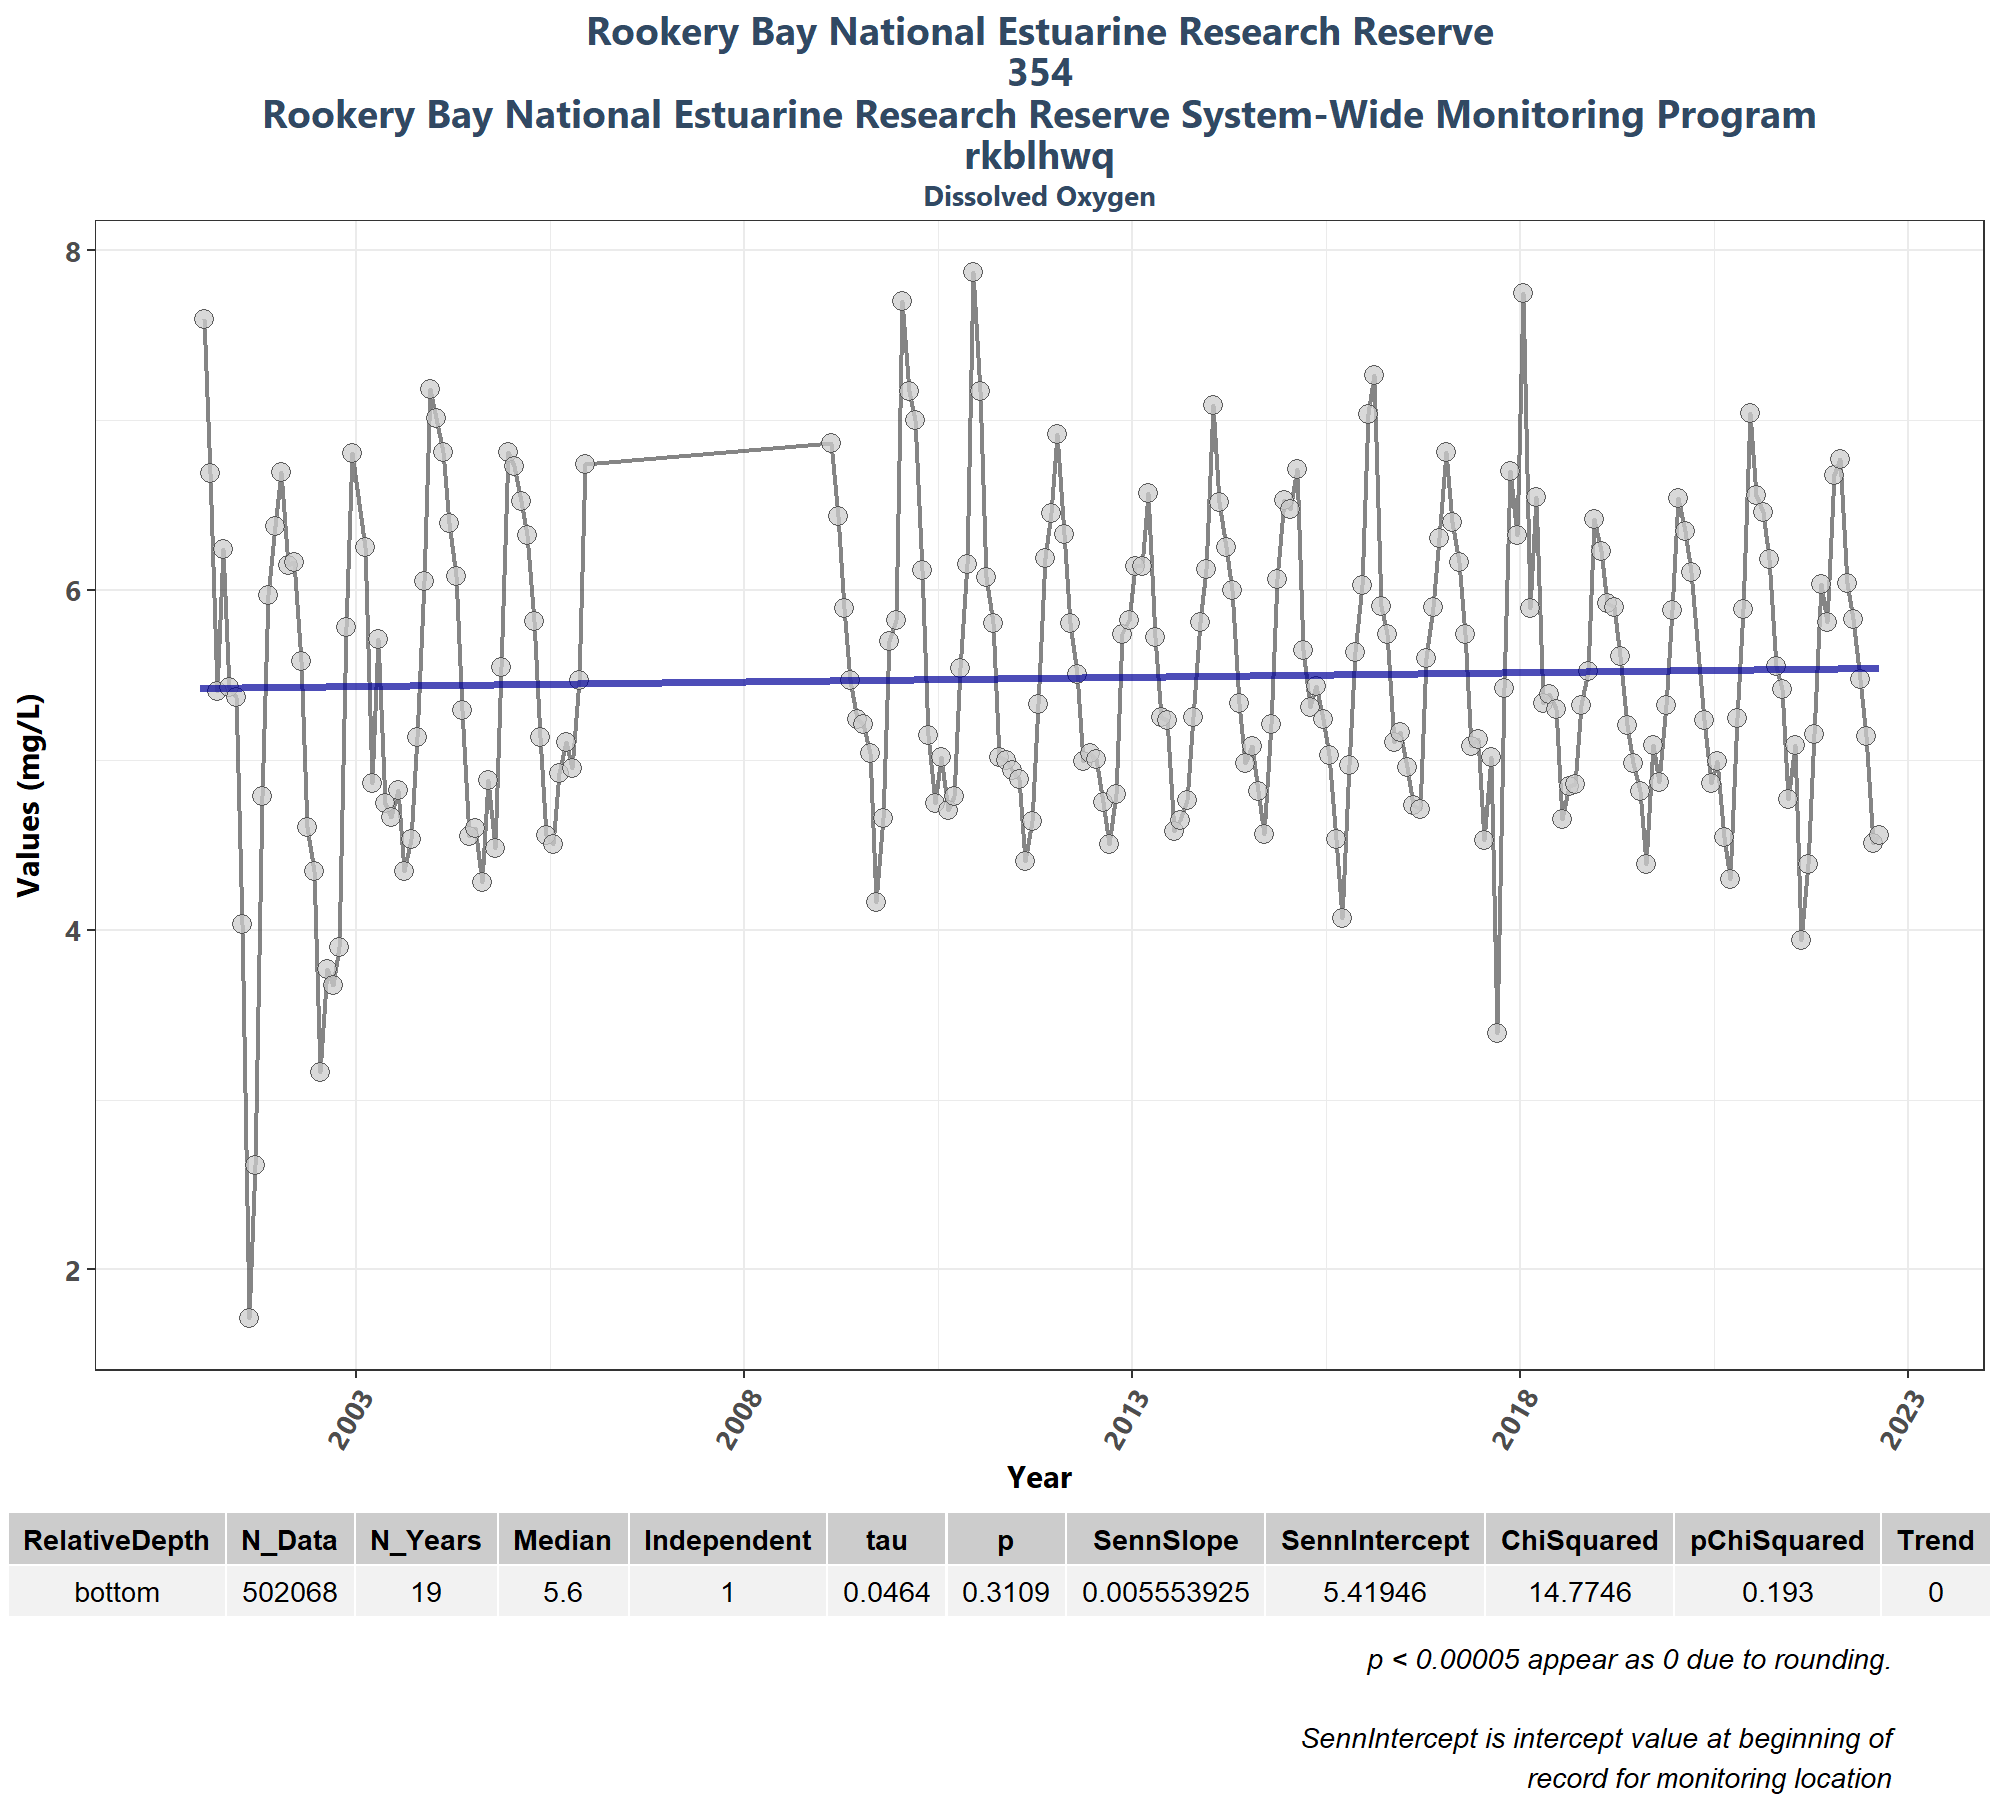 Rookery Bay National Estuarine Research Reserve
354
Rookery Bay National Estuarine Research Reserve System-Wide Monitoring Program
rkblhwq
Dissolved Oxygen
8
6
4
2
Values (mg/L)
2003 2008 2013 2018 2023
Year
RelativeDepth N_Data N_Years Median Independent tau p SennSlope SennIntercept ChiSquared pChiSquared Trend
bottom 502068 19 5.6 1 0.0464 0.3109 0.005553925 5.41946 14.7746 0.193 0
p < 0.00005 appear as 0 due to rounding.
SennIntercept is intercept value at beginning of
record for monitoring location